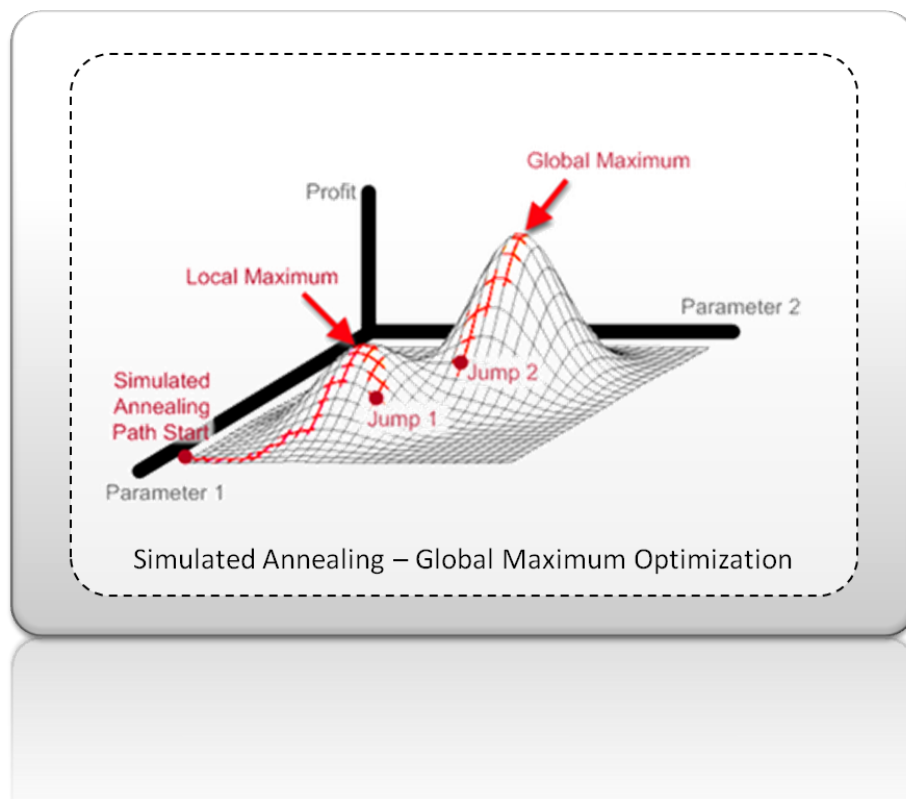 Global Maximum
Profit
Local Maximum
Parameter 2
Simulated
Annealing
Path Start
Jump 2
Jump 1
Parameter 1
Simulated Annealing – Global Maximum Optimization